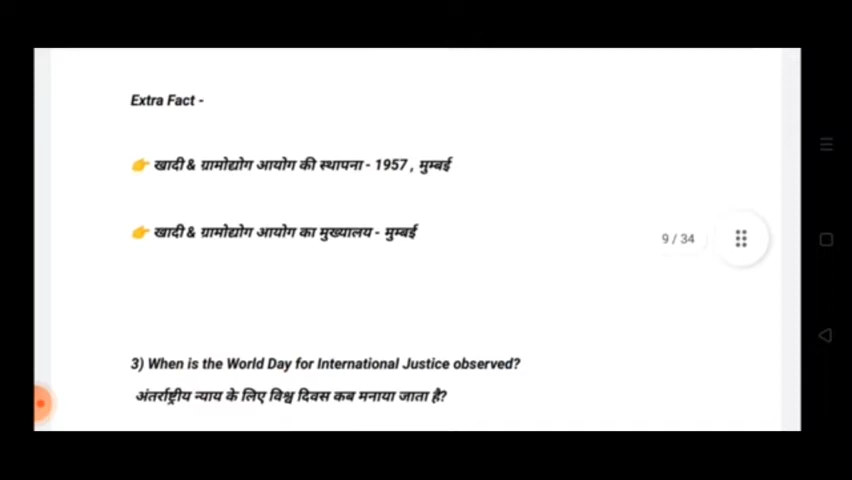 Extra Fact -
👉 खादी & ग्रामोद्योग आयोग की स्थापना - 1957 , मुम्बई
👉 खादी & ग्रामोद्योग आयोग का मुख्यालय - मुम्बई
9 / 34
3) When is the World Day for International Justice observed?
अंतर्राष्ट्रीय न्याय के लिए विश्व दिवस कब मनाया जाता है?